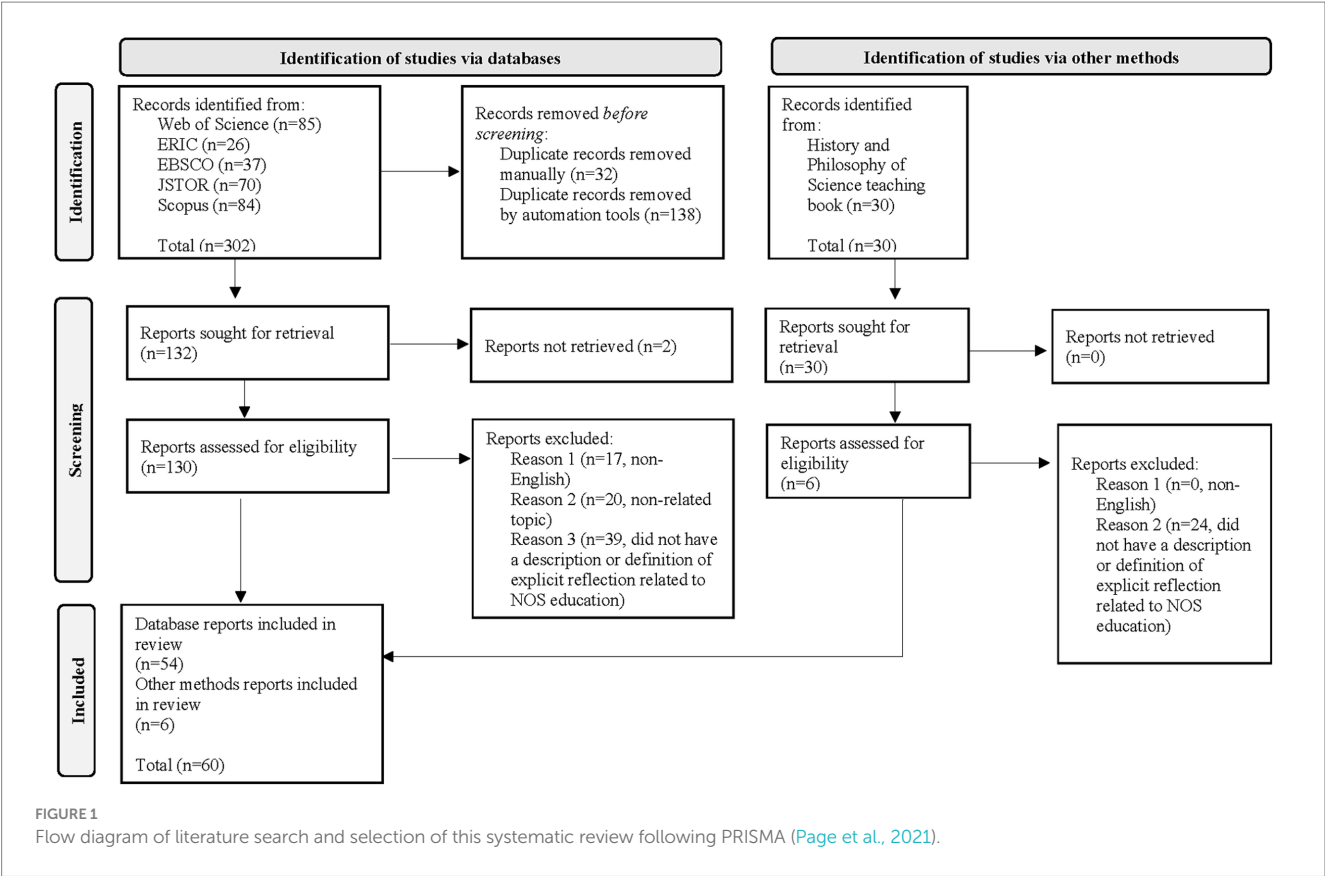 Identification of studies via databases
Identification of studies via other methods
Identification
Records identified from:
Web of Science (n=85)
ERIC (n=26)
EBSCO (n=37)
JSTOR (n=70)
Scopus (n=84)
Total (n=302)
Records removed before
screening:
Duplicate records removed
manually (n=32)
Duplicate records removed
by automation tools (n=138)
Records identified
from:
History and
Philosophy of
Science teaching
book (n=30)
Total (n=30)
Screening
Reports sought for retrieval
(n=132)
Reports not retrieved (n=2)
Reports sought for
retrieval
(n=30)
Reports not retrieved
(n=0)
Reports assessed for eligibility
(n=130)
Reports excluded:
Reason 1 (n=17, non-
English)
Reason 2 (n=20, non-related
topic)
Reason 3 (n=39, did not have
a description or definition of
explicit reflection related to
NOS education)
Reports assessed for
eligibility
(n=6)
Reports excluded:
Reason 1 (n=0, non-
English)
Reason 2 (n=24, did
not have a description
or definition of
explicit reflection
related to NOS
education)
Included
Database reports included in
review
(n=54)
Other methods reports included
in review
(n=6)
Total (n=60)
FIGURE 1
Flow diagram of literature search and selection of this systematic review following PRISMA (Page et al., 2021).